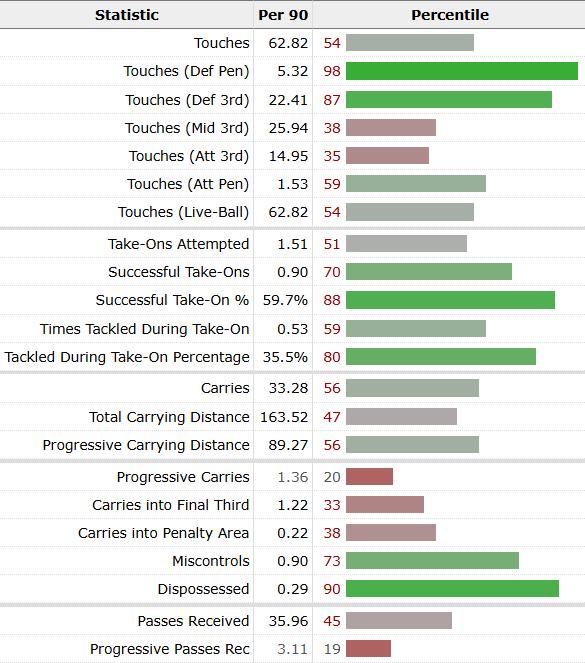 Statistic Per 90 Percentile
Touches 62.82 54
Touches (Def Pen) 5.32 98
Touches (Def 3rd) 22.41 87
Touches (Mid 3rd) 25.94 38
Touches (Att 3rd) 14.95 35
Touches (Att Pen) 1.53 59
Touches (Live-Ball) 62.82 54
Take-Ons Attempted 1.51 51
Successful Take-Ons 0.90 70
Successful Take-On % 59.7% 88
Times Tackled During Take-On 0.53 59
Tackled During Take-On Percentage 35.5% 80
Carries 33.28 56
Total Carrying Distance 163.52 47
Progressive Carrying Distance 89.27 56
Progressive Carries 1.36 20
Carries into Final Third 1.22 33
Carries into Penalty Area 0.22 38
Miscontrols 0.90 73
Dispossessed 0.29 90
Passes Received 35.96 45
Progressive Passes Rec 3.11 19